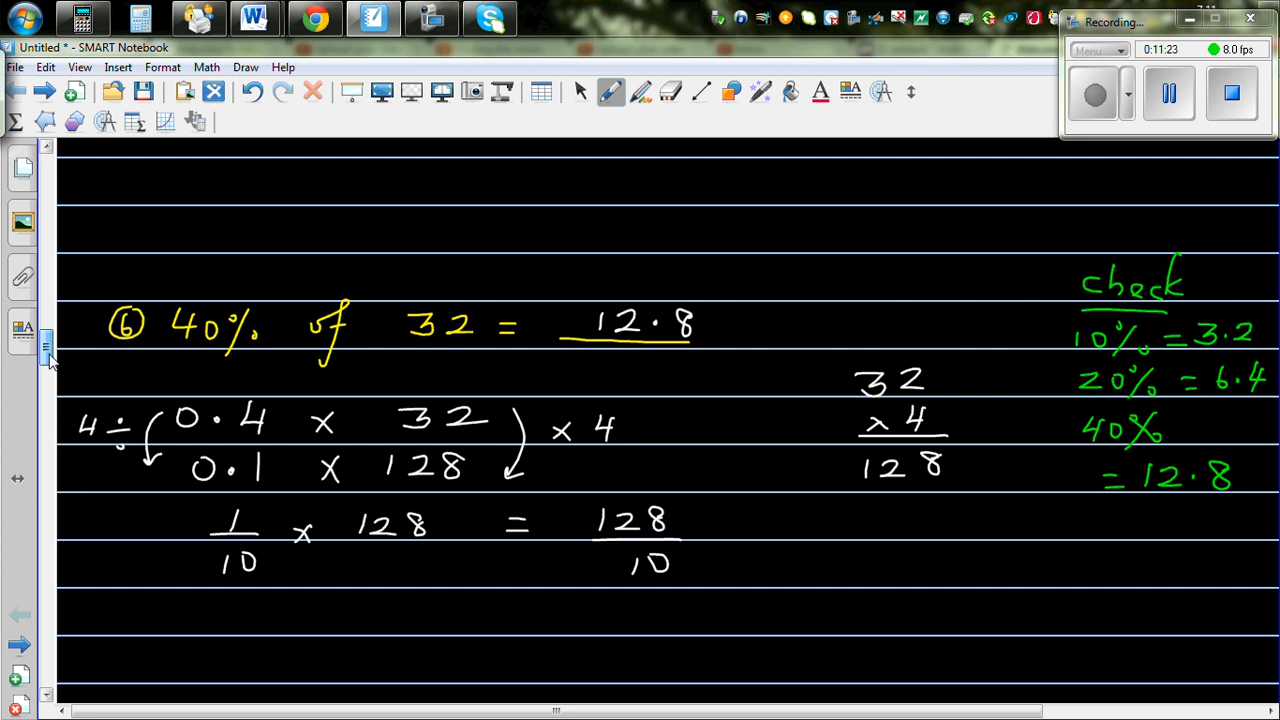 Recording...
Untitled * - SMART Notebook
Menu
0:11:23
8.0 fps
File Edit View Insert Format Math Draw Help
check
⑥ 40% of 32 = 12.8
10% = 3.2
20% = 6.4
32
4 ÷ 0.4 x 32 x 4
x 4
40%
0.1 x 128
128
= 12.8
1/10 x 128 = 128/10